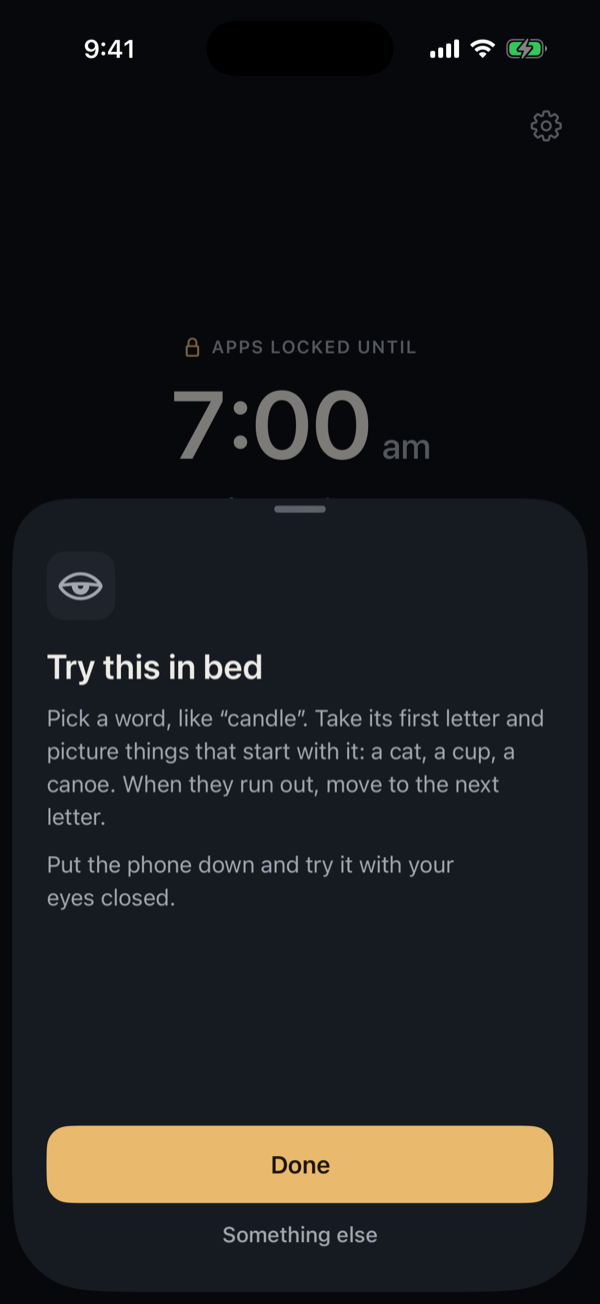 9:41
APPS LOCKED UNTIL
7:00 am
Try this in bed
Pick a word, like “candle”. Take its first letter and
picture things that start with it: a cat, a cup, a
canoe. When they run out, move to the next
letter.
Put the phone down and try it with your
eyes closed.
Done
Something else